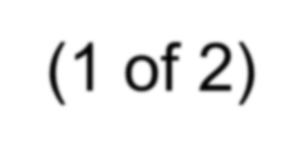 (1 of 2)